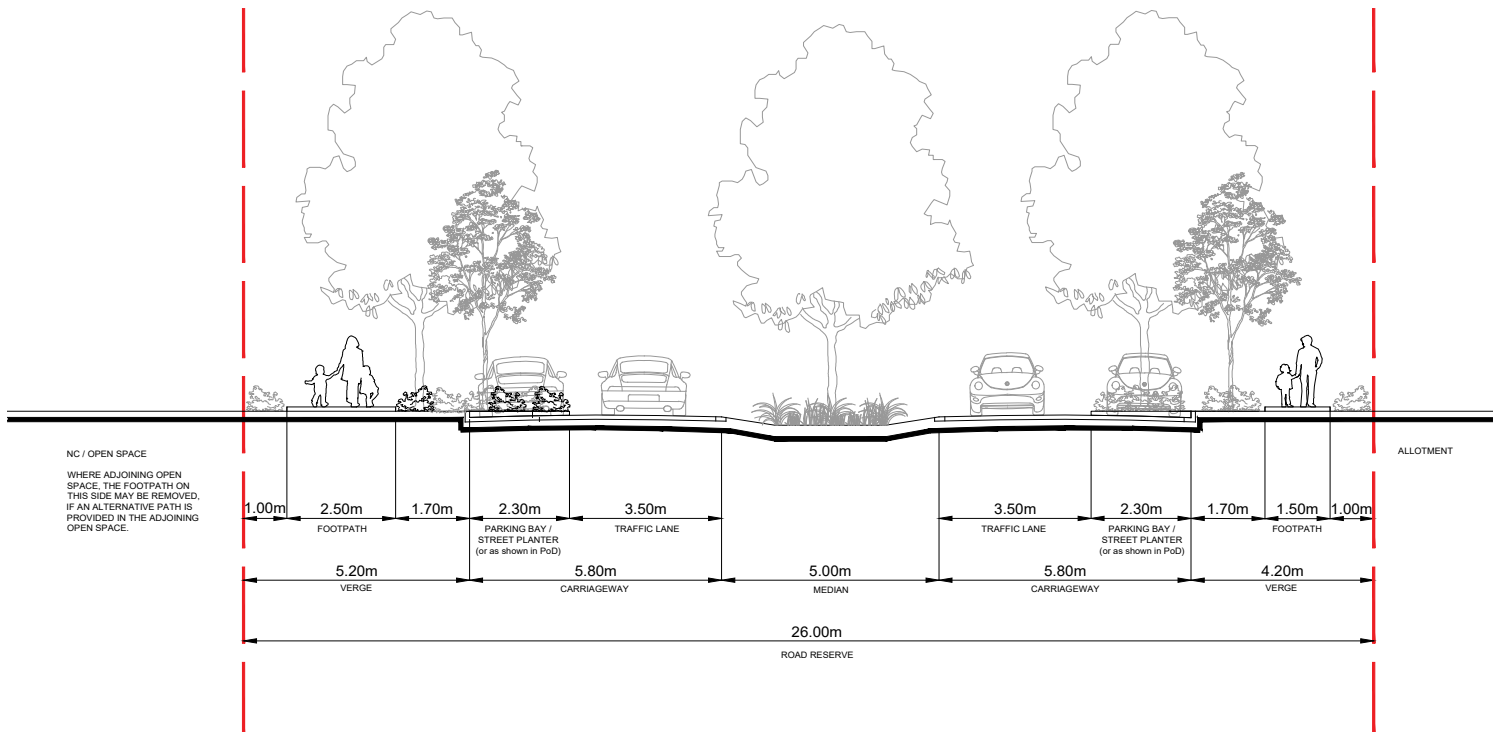 NC / OPEN SPACE
WHERE ADJOINING OPEN
SPACE, THE FOOTPATH ON
THIS SIDE MAY BE REMOVED,
IF AN ALTERNATIVE PATH IS
PROVIDED IN THE ADJOINING
OPEN SPACE.
ALLOTMENT
1.00m
2.50m
FOOTPATH
1.70m
2.30m
PARKING BAY /
STREET PLANTER
(or as shown in PoD)
3.50m
TRAFFIC LANE
3.50m
TRAFFIC LANE
2.30m
PARKING BAY /
STREET PLANTER
(or as shown in PoD)
1.70m
1.50m
FOOTPATH
1.00m
5.20m
VERGE
5.80m
CARRIAGEWAY
5.00m
MEDIAN
5.80m
CARRIAGEWAY
4.20m
VERGE
26.00m
ROAD RESERVE